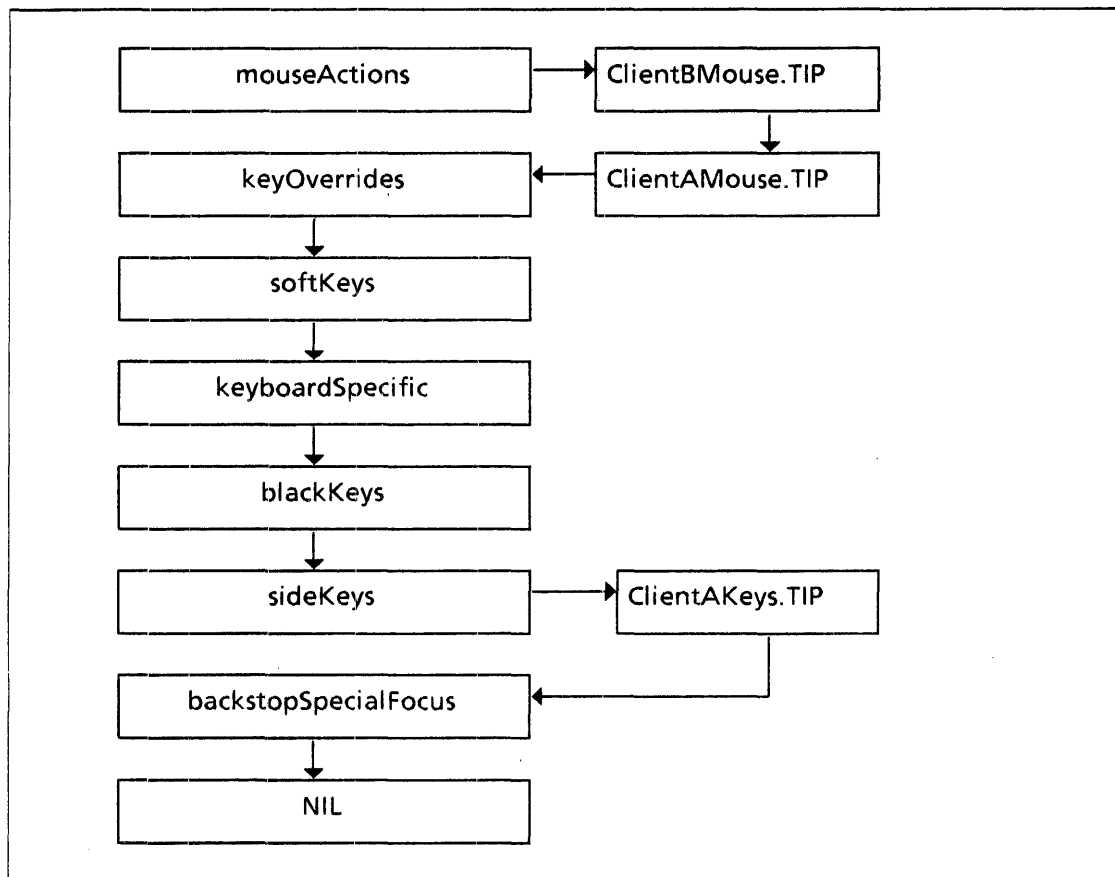 mouseActions
ClientBMouse.TIP
keyOverrides
ClientAMouse.TIP
softKeys
keyboardSpecific
blackKeys
sideKeys
ClientAKeys.TIP
backstopSpecialFocus
NIL